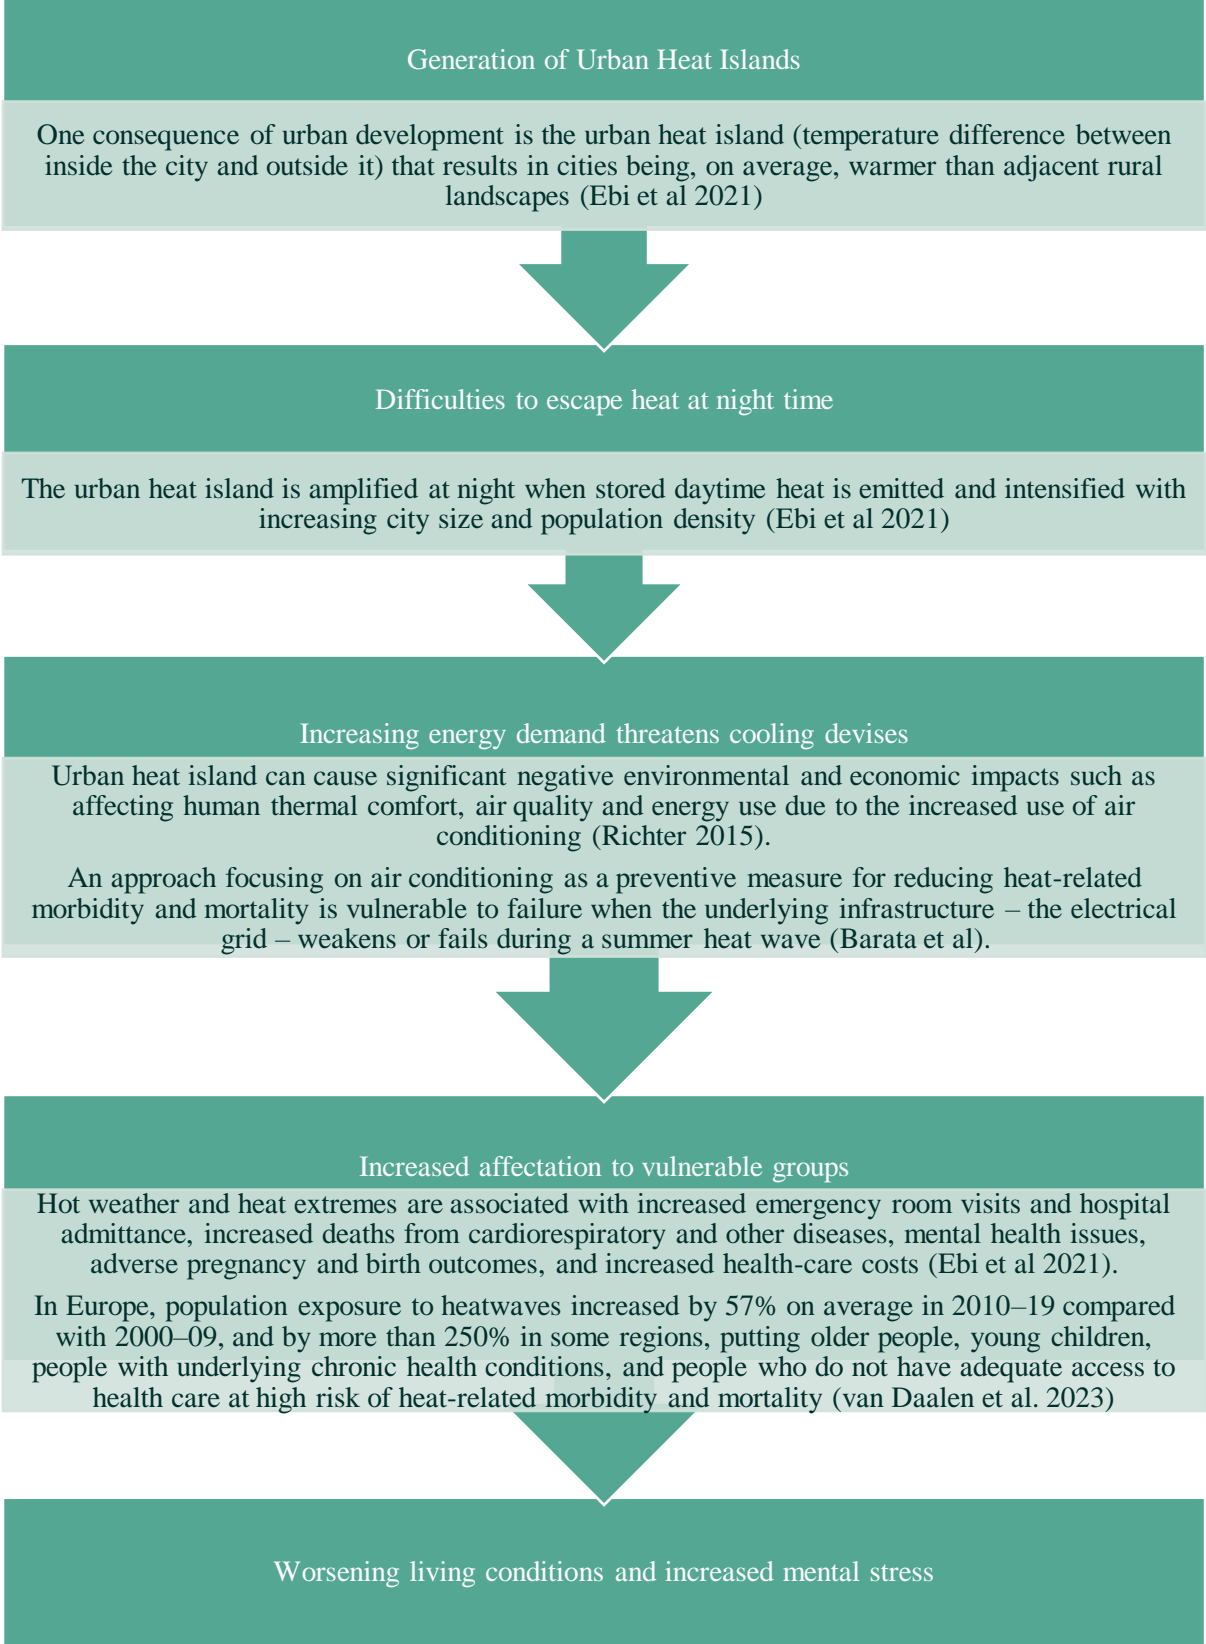 Generation of Urban Heat Islands
One consequence of urban development is the urban heat island (temperature difference between
inside the city and outside it) that results in cities being, on average, warmer than adjacent rural
landscapes (Ebi et al 2021)
Difficulties to escape heat at night time
The urban heat island is amplified at night when stored daytime heat is emitted and intensified with
increasing city size and population density (Ebi et al 2021)
Increasing energy demand threatens cooling devises
Urban heat island can cause significant negative environmental and economic impacts such as
affecting human thermal comfort, air quality and energy use due to the increased use of air
conditioning (Richter 2015).
An approach focusing on air conditioning as a preventive measure for reducing heat-related
morbidity and mortality is vulnerable to failure when the underlying infrastructure – the electrical
grid – weakens or fails during a summer heat wave (Barata et al).
Increased affectation to vulnerable groups
Hot weather and heat extremes are associated with increased emergency room visits and hospital
admittance, increased deaths from cardiorespiratory and other diseases, mental health issues,
adverse pregnancy and birth outcomes, and increased health-care costs (Ebi et al 2021).
In Europe, population exposure to heatwaves increased by 57% on average in 2010–19 compared
with 2000–09, and by more than 250% in some regions, putting older people, young children,
people with underlying chronic health conditions, and people who do not have adequate access to
health care at high risk of heat-related morbidity and mortality (van Daalen et al. 2023)
Worsening living conditions and increased mental stress